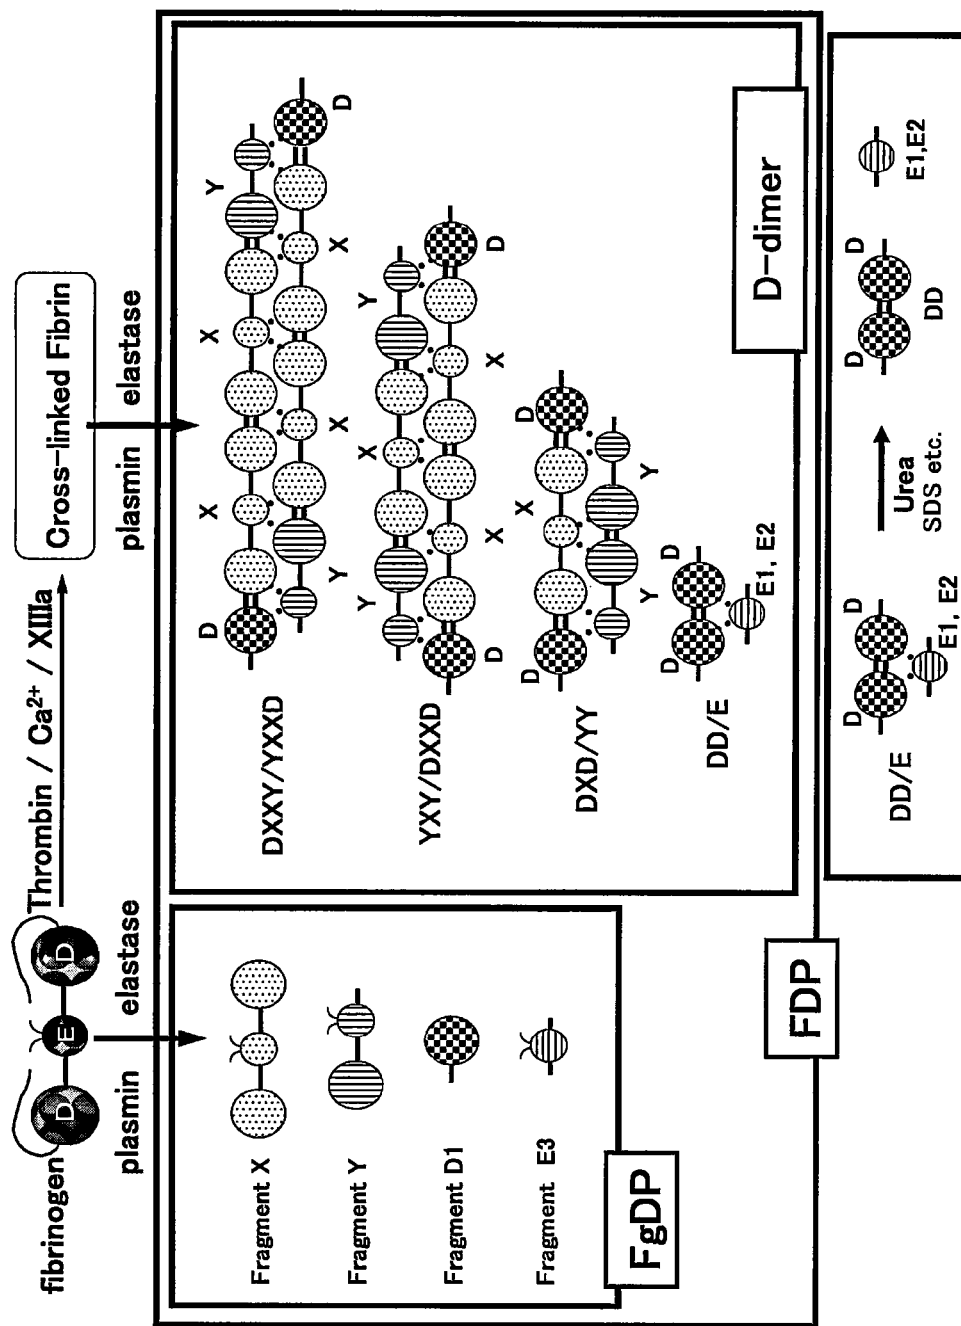 fibrinogen
D
E
D
Thrombin / Ca²⁺ / XIIIa
Cross-linked Fibrin
plasmin
elastase
plasmin
elastase
Fragment X
Fragment Y
Fragment D1
Fragment E3
FgDP
DXXY/YXXD
D
X
X
Y
Y
X
X
D
YXY/DXXD
Y
X
Y
D
X
X
D
DXD/YY
D
X
D
Y
Y
DD/E
D
D
E1, E2
D-dimer
FDP
DD/E
D
D
E1, E2
Urea
SDS etc.
D
D
DD
E1,E2